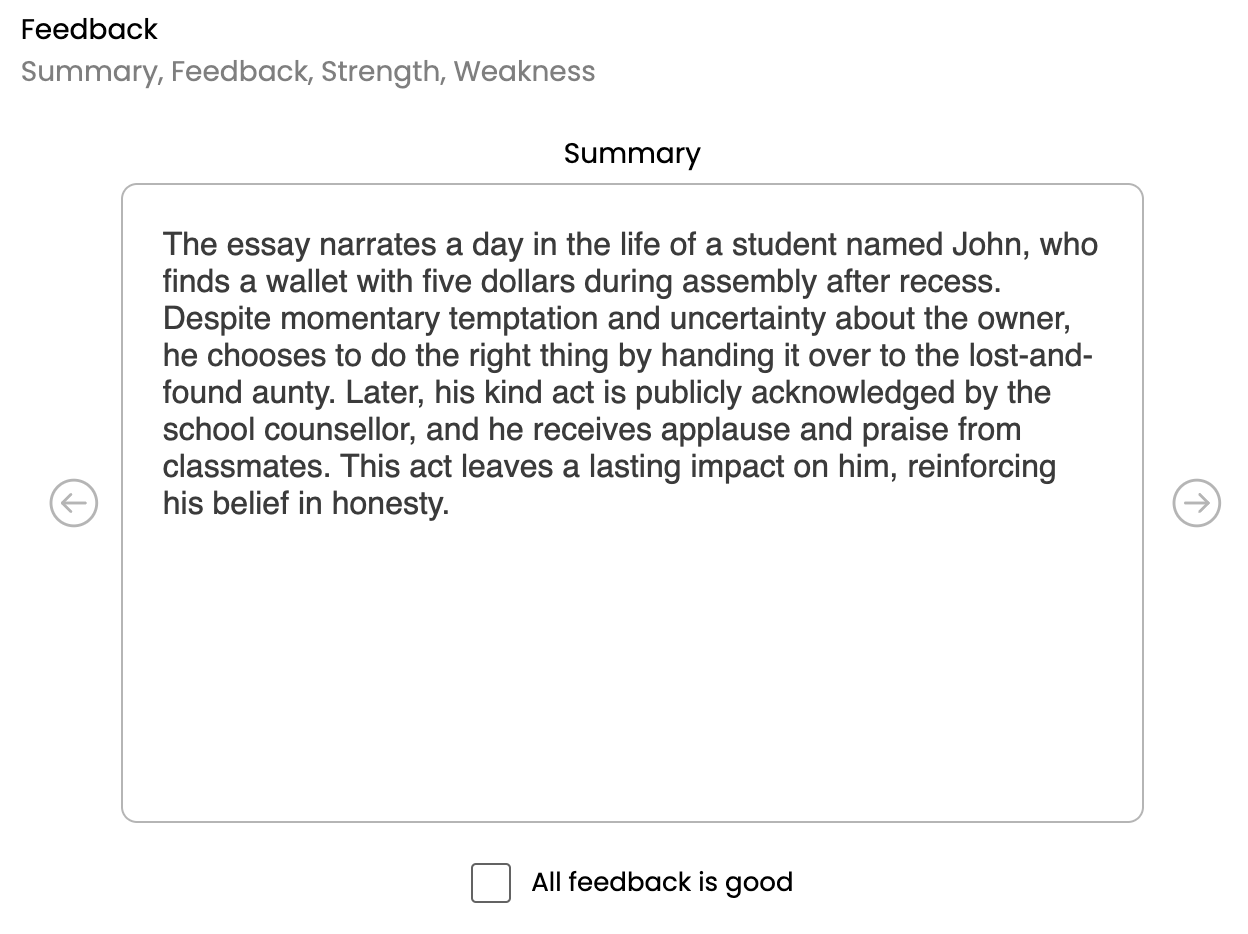 Feedback
Summary, Feedback, Strength, Weakness
Summary
The essay narrates a day in the life of a student named John, who
finds a wallet with five dollars during assembly after recess.
Despite momentary temptation and uncertainty about the owner,
he chooses to do the right thing by handing it over to the lost-and-
found aunty. Later, his kind act is publicly acknowledged by the
school counsellor, and he receives applause and praise from
classmates. This act leaves a lasting impact on him, reinforcing
his belief in honesty.
All feedback is good